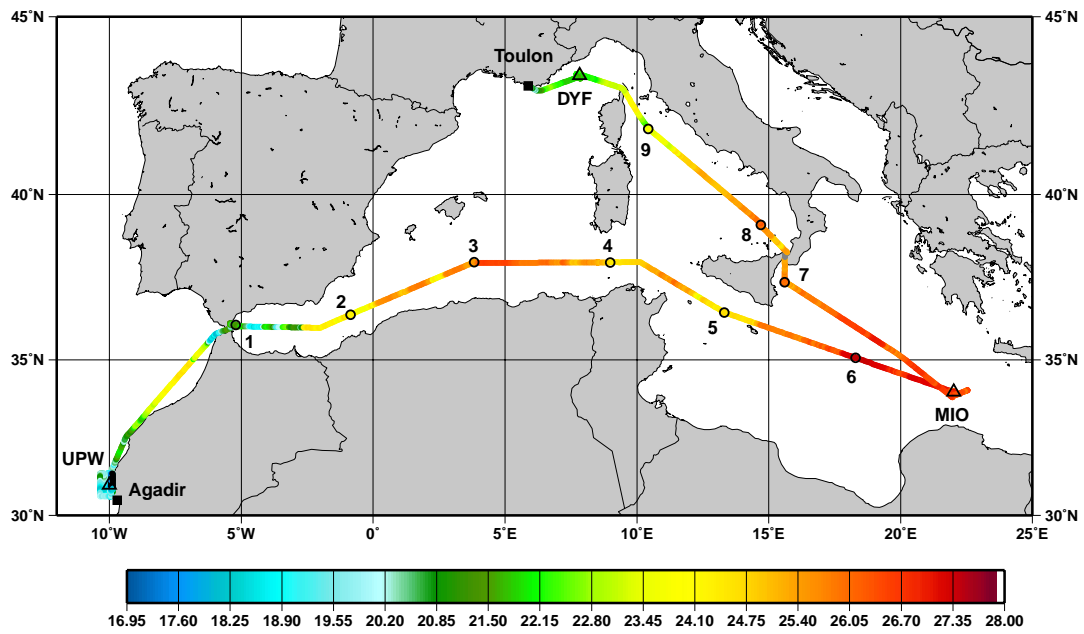 45˚N 45˚N
Toulon
DYF
9
40˚N 40˚N
8
3 4
7
2
5
1
35˚N 35˚N
6
MIO
UPW
Agadir
30˚N 30˚N
10˚W 5˚W 0˚ 5˚E 10˚E 15˚E 20˚E 25˚E
16.95 17.60 18.25 18.90 19.55 20.20 20.85 21.50 22.15 22.80 23.45 24.10 24.75 25.40 26.05 26.70 27.35 28.00